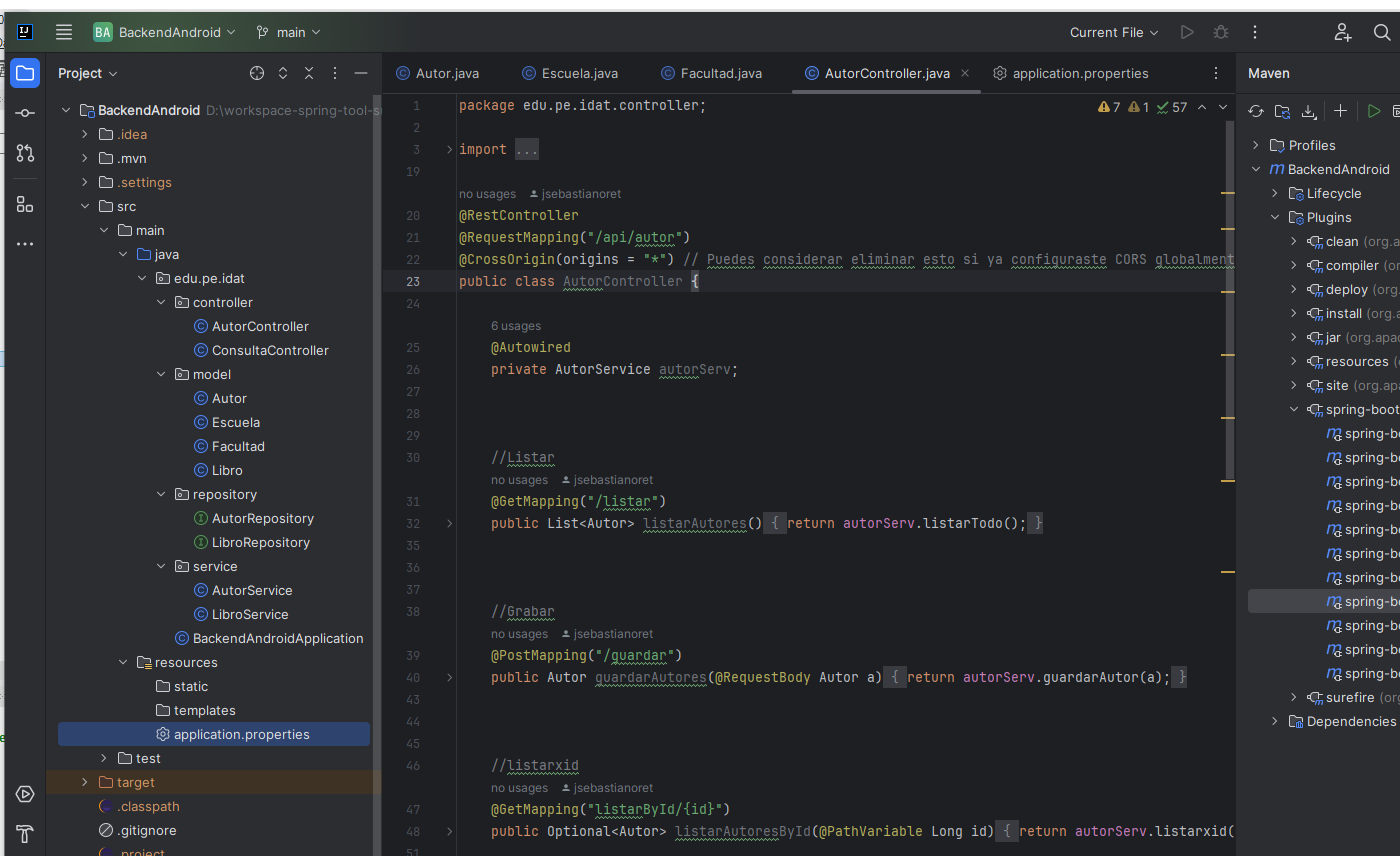 BA BackendAndroid main Current File
Project
Autor.java Escuela.java Facultad.java AutorController.java application.properties
Maven
BackendAndroid D:\workspace-spring-tool-s
.idea
.mvn
.settings
src
main
java
edu.pe.idat
controller
AutorController
ConsultaController
model
Autor
Escuela
Facultad
Libro
repository
AutorRepository
LibroRepository
service
AutorService
LibroService
BackendAndroidApplication
resources
static
templates
application.properties
test
target
.classpath
.gitignore
.project
7 1 57
1 package edu.pe.idat.controller;
2
3 import ...
19
no usages jsebastianoret
20 @RestController
21 @RequestMapping("/api/autor")
22 @CrossOrigin(origins = "*") // Puedes considerar eliminar esto si ya configuraste CORS globalment
23 public class AutorController {
24
6 usages
25 @Autowired
26 private AutorService autorServ;
27
28
29
30 //Listar
no usages jsebastianoret
31 @GetMapping("/listar")
32 public List<Autor> listarAutores() { return autorServ.listarTodo(); }
35
36
37
38 //Grabar
no usages jsebastianoret
39 @PostMapping("/guardar")
40 public Autor guardarAutores(@RequestBody Autor a) { return autorServ.guardarAutor(a); }
43
44
45
46 //listarxid
no usages jsebastianoret
47 @GetMapping("listarById/{id}")
48 public Optional<Autor> listarAutoresById(@PathVariable Long id) { return autorServ.listarxid(
51
Profiles
BackendAndroid
Lifecycle
Plugins
clean (org.a
compiler (o
deploy (org.
install (org.a
jar (org.apac
resources (
site (org.apa
spring-boot
spring-bo
spring-bo
spring-bo
spring-bo
spring-bo
spring-bo
spring-bo
spring-bo
spring-bo
spring-bo
spring-bo
surefire (org
Dependencies